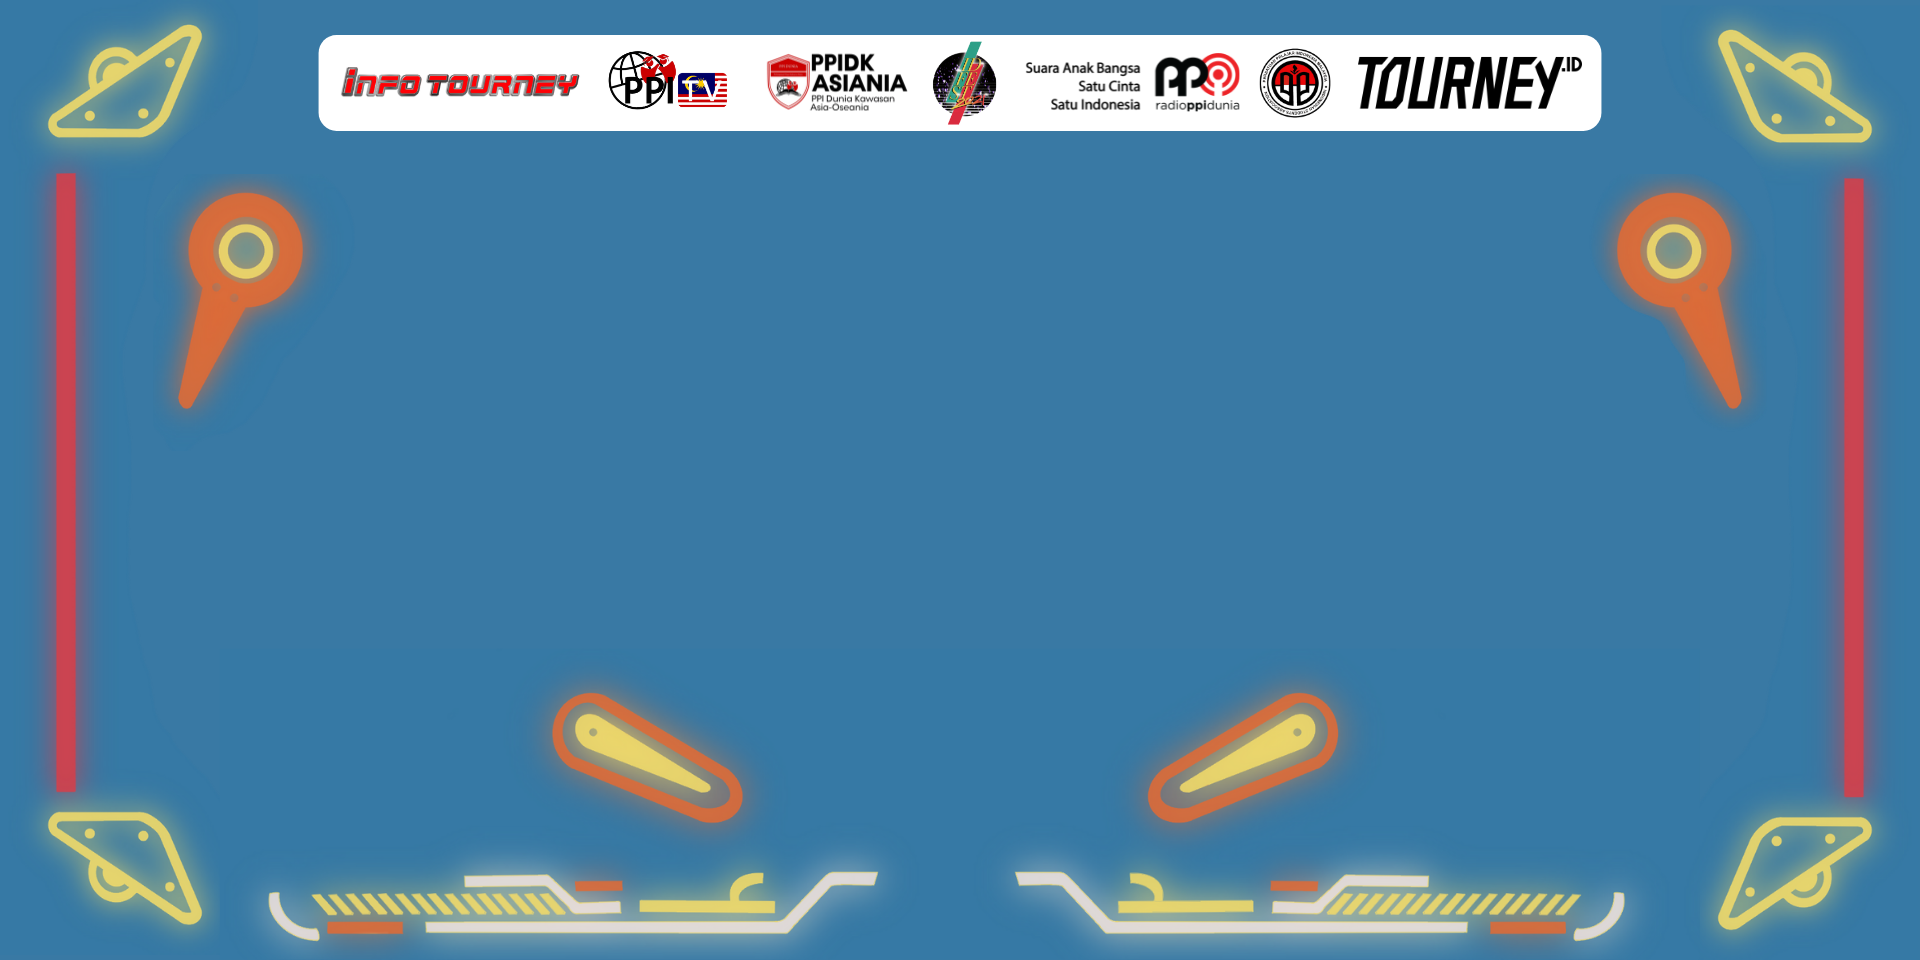 INFO TOURNEY
PPI TV
PPIDK
ASIANIA
PPI Dunia Kawasan
Asia-Oseania
Suara Anak Bangsa
Satu Cinta
Satu Indonesia
radioppidunia
TOURNEY.ID